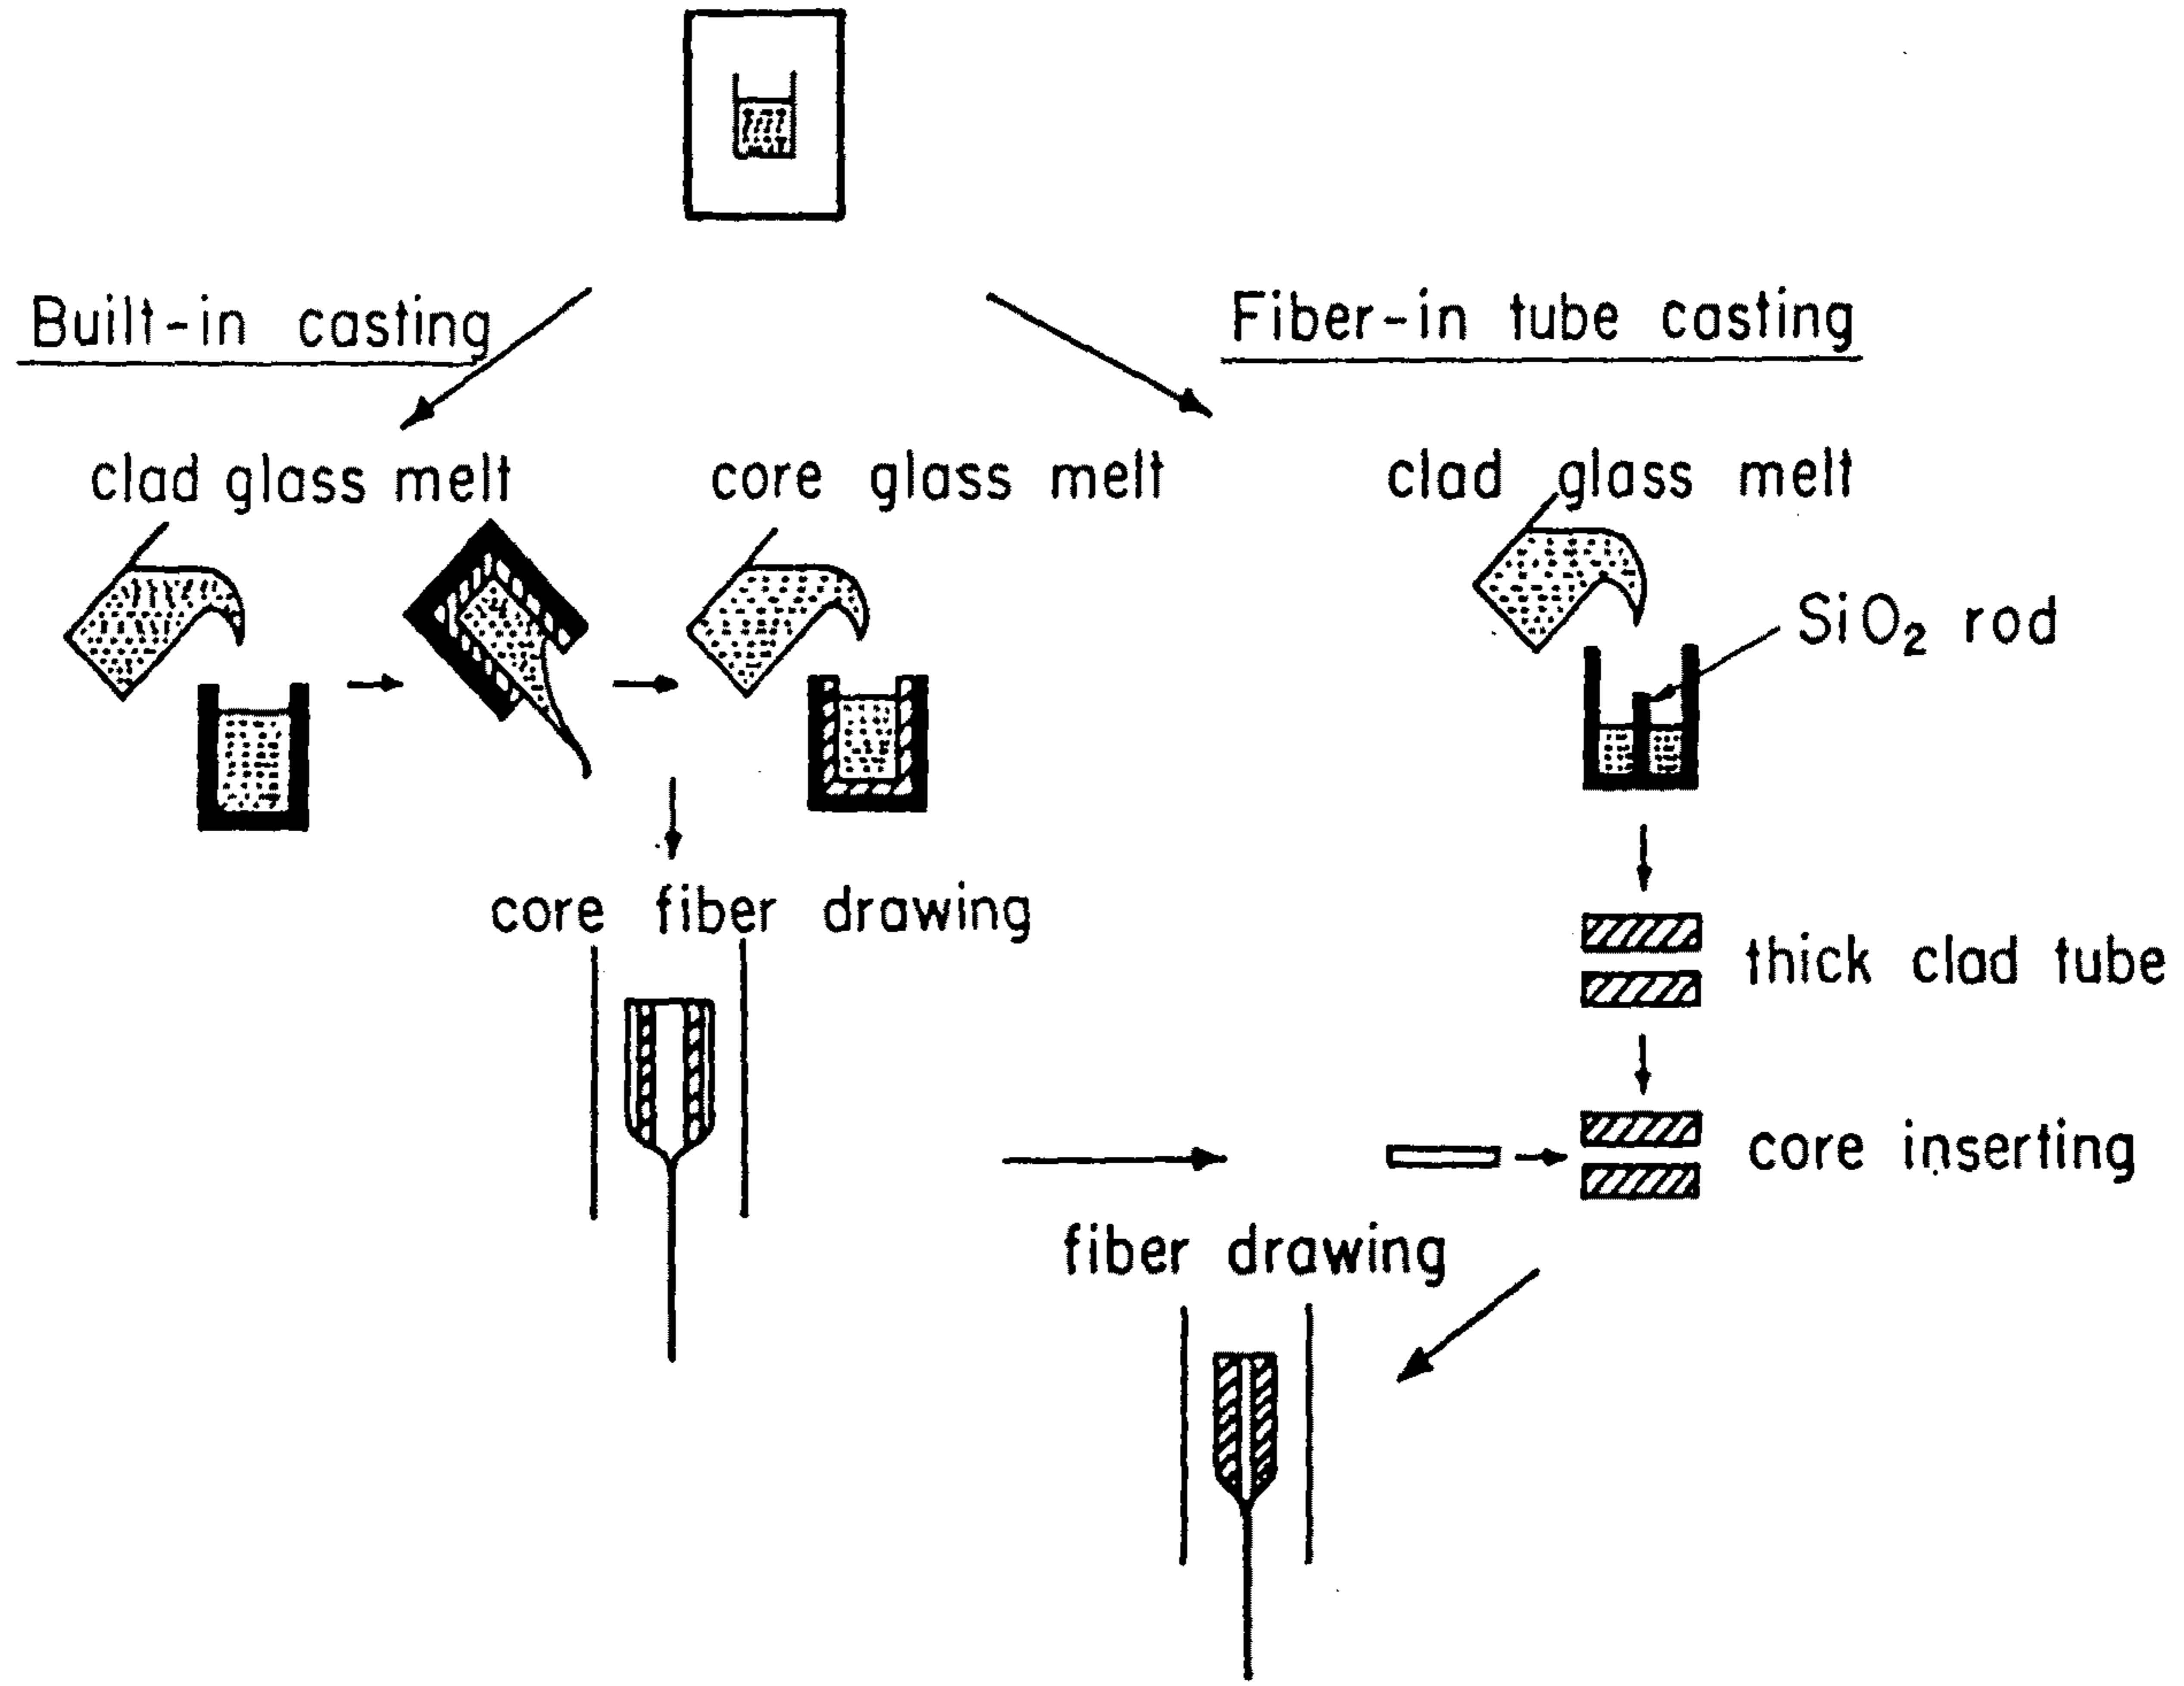 Built-in casting
Fiber-in tube casting
clad glass melt
core glass melt
clad glass melt
SiO₂ rod
core fiber drawing
thick clad tube
core inserting
fiber drawing